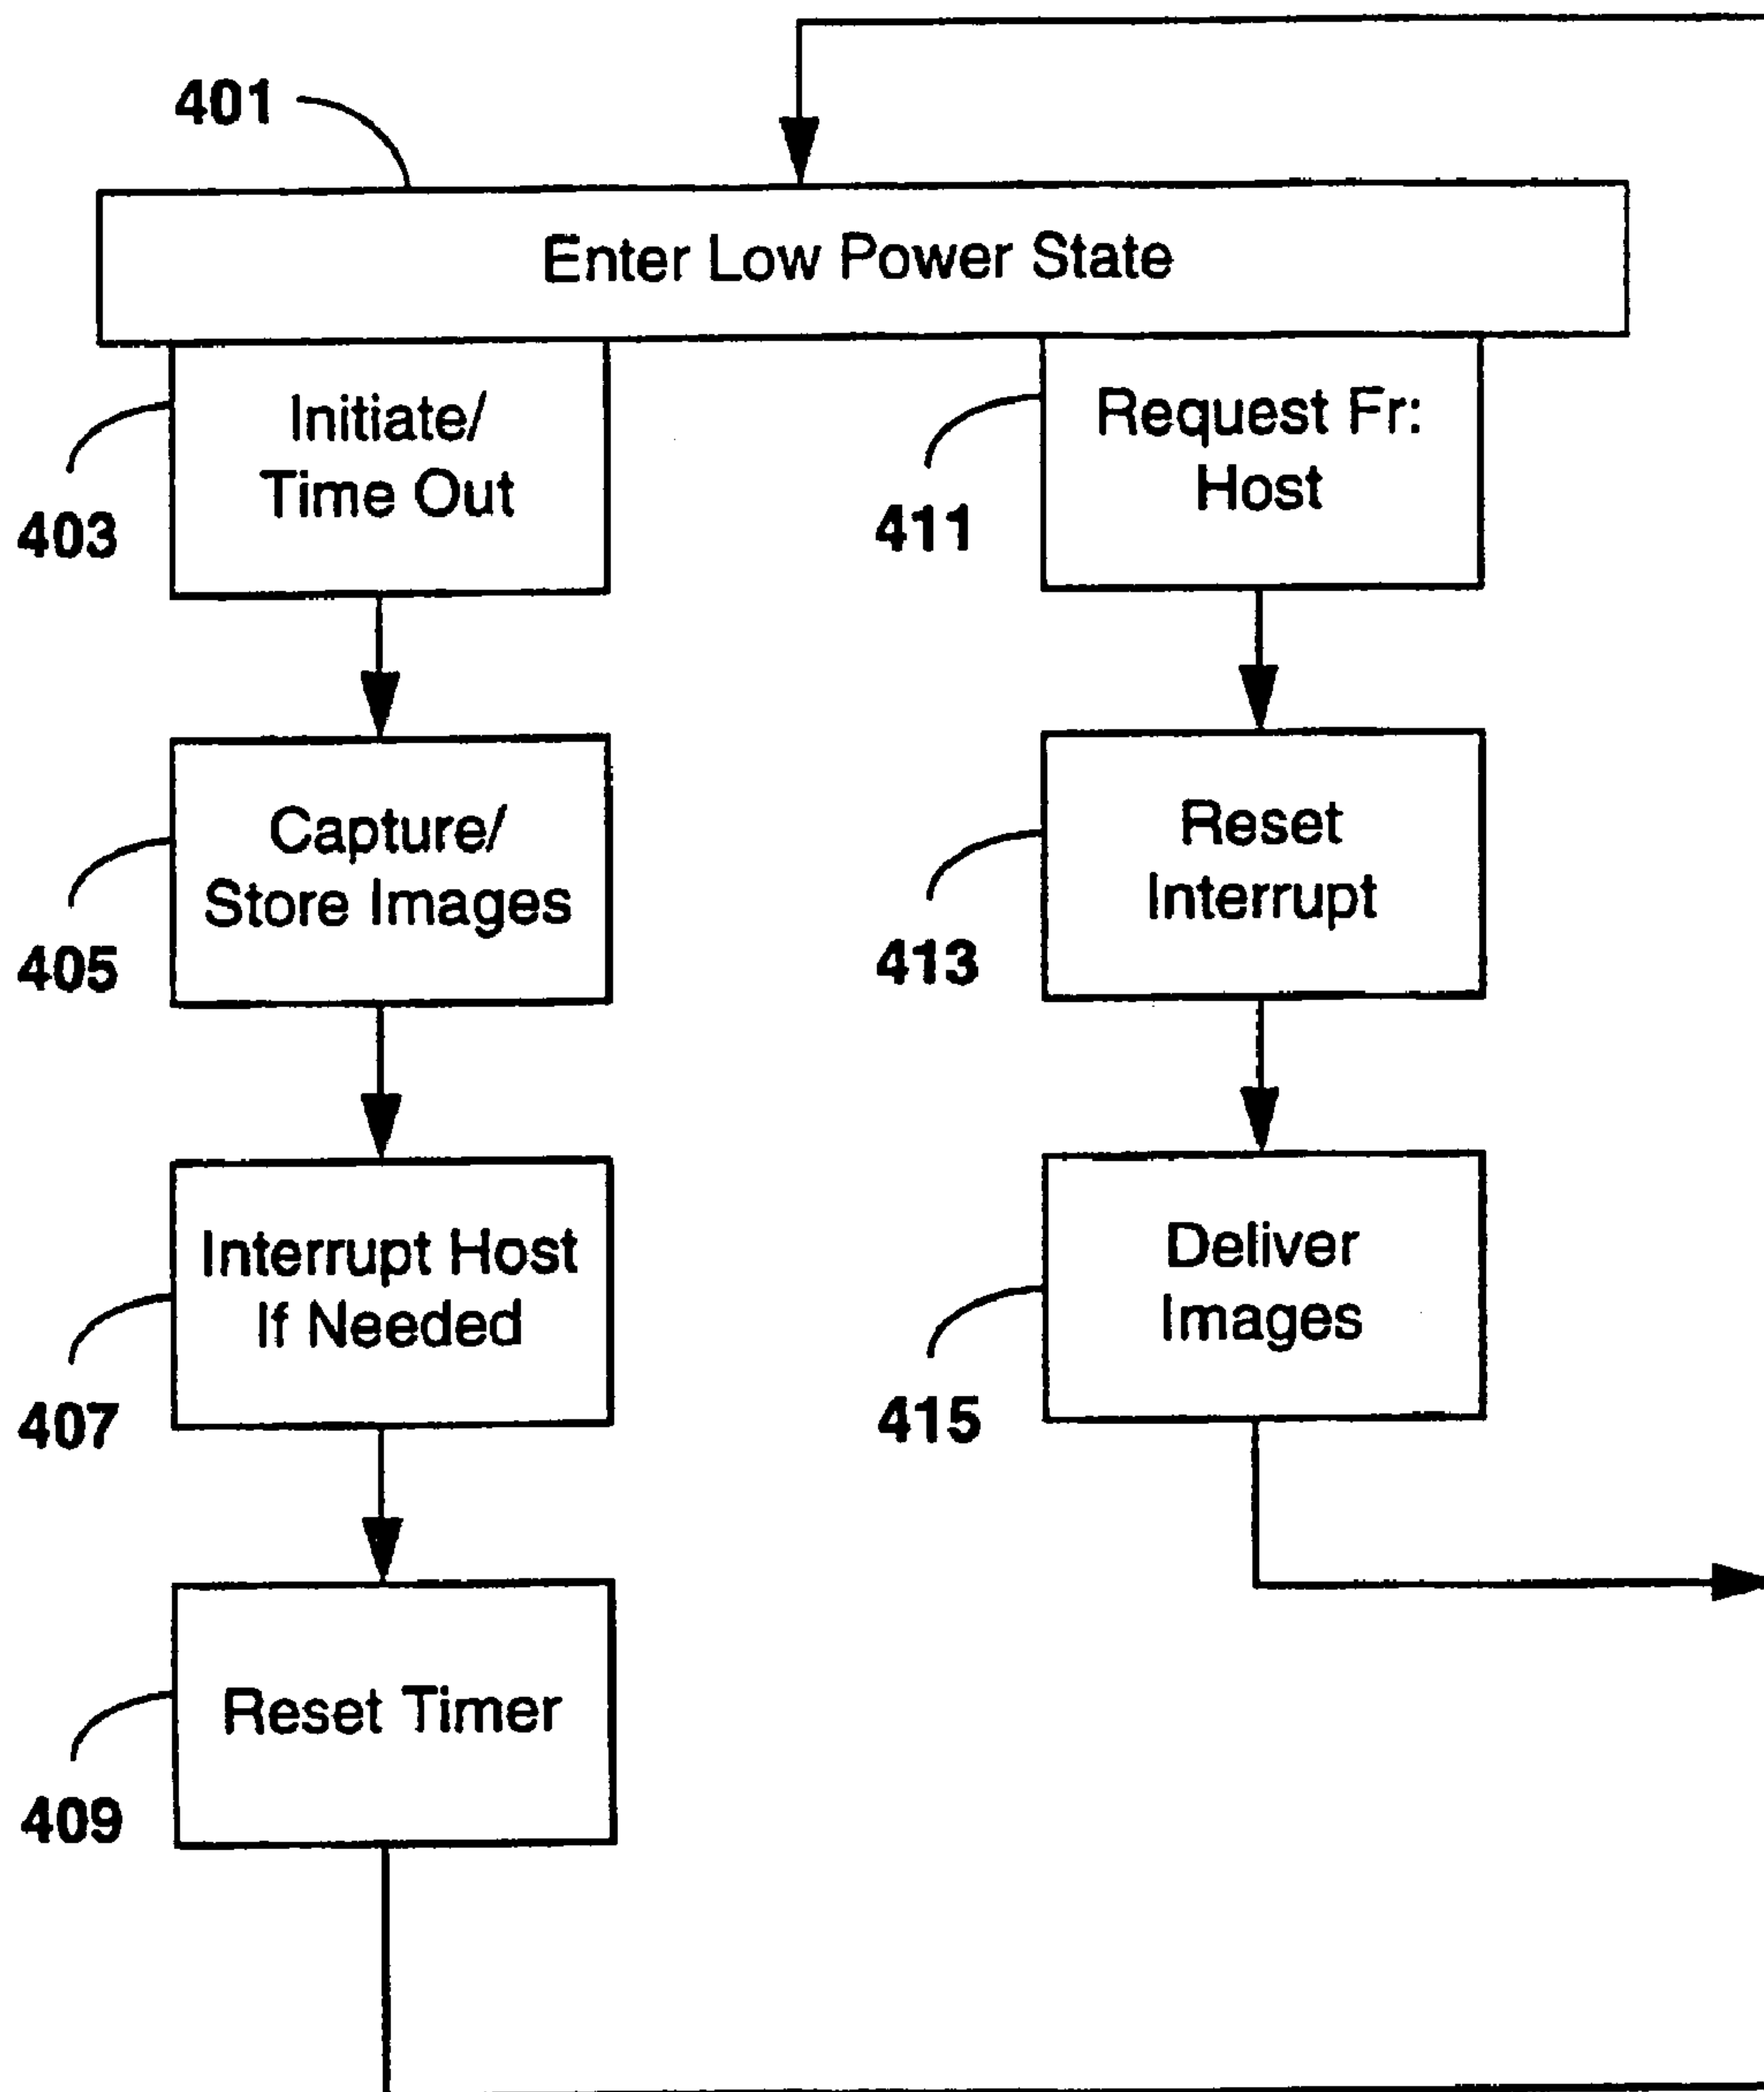 401
Enter Low Power State
Initiate/
Time Out
403
Capture/
Store Images
405
Interrupt Host
If Needed
407
Reset Timer
409
Request Fr:
Host
411
Reset
Interrupt
413
Deliver
Images
415